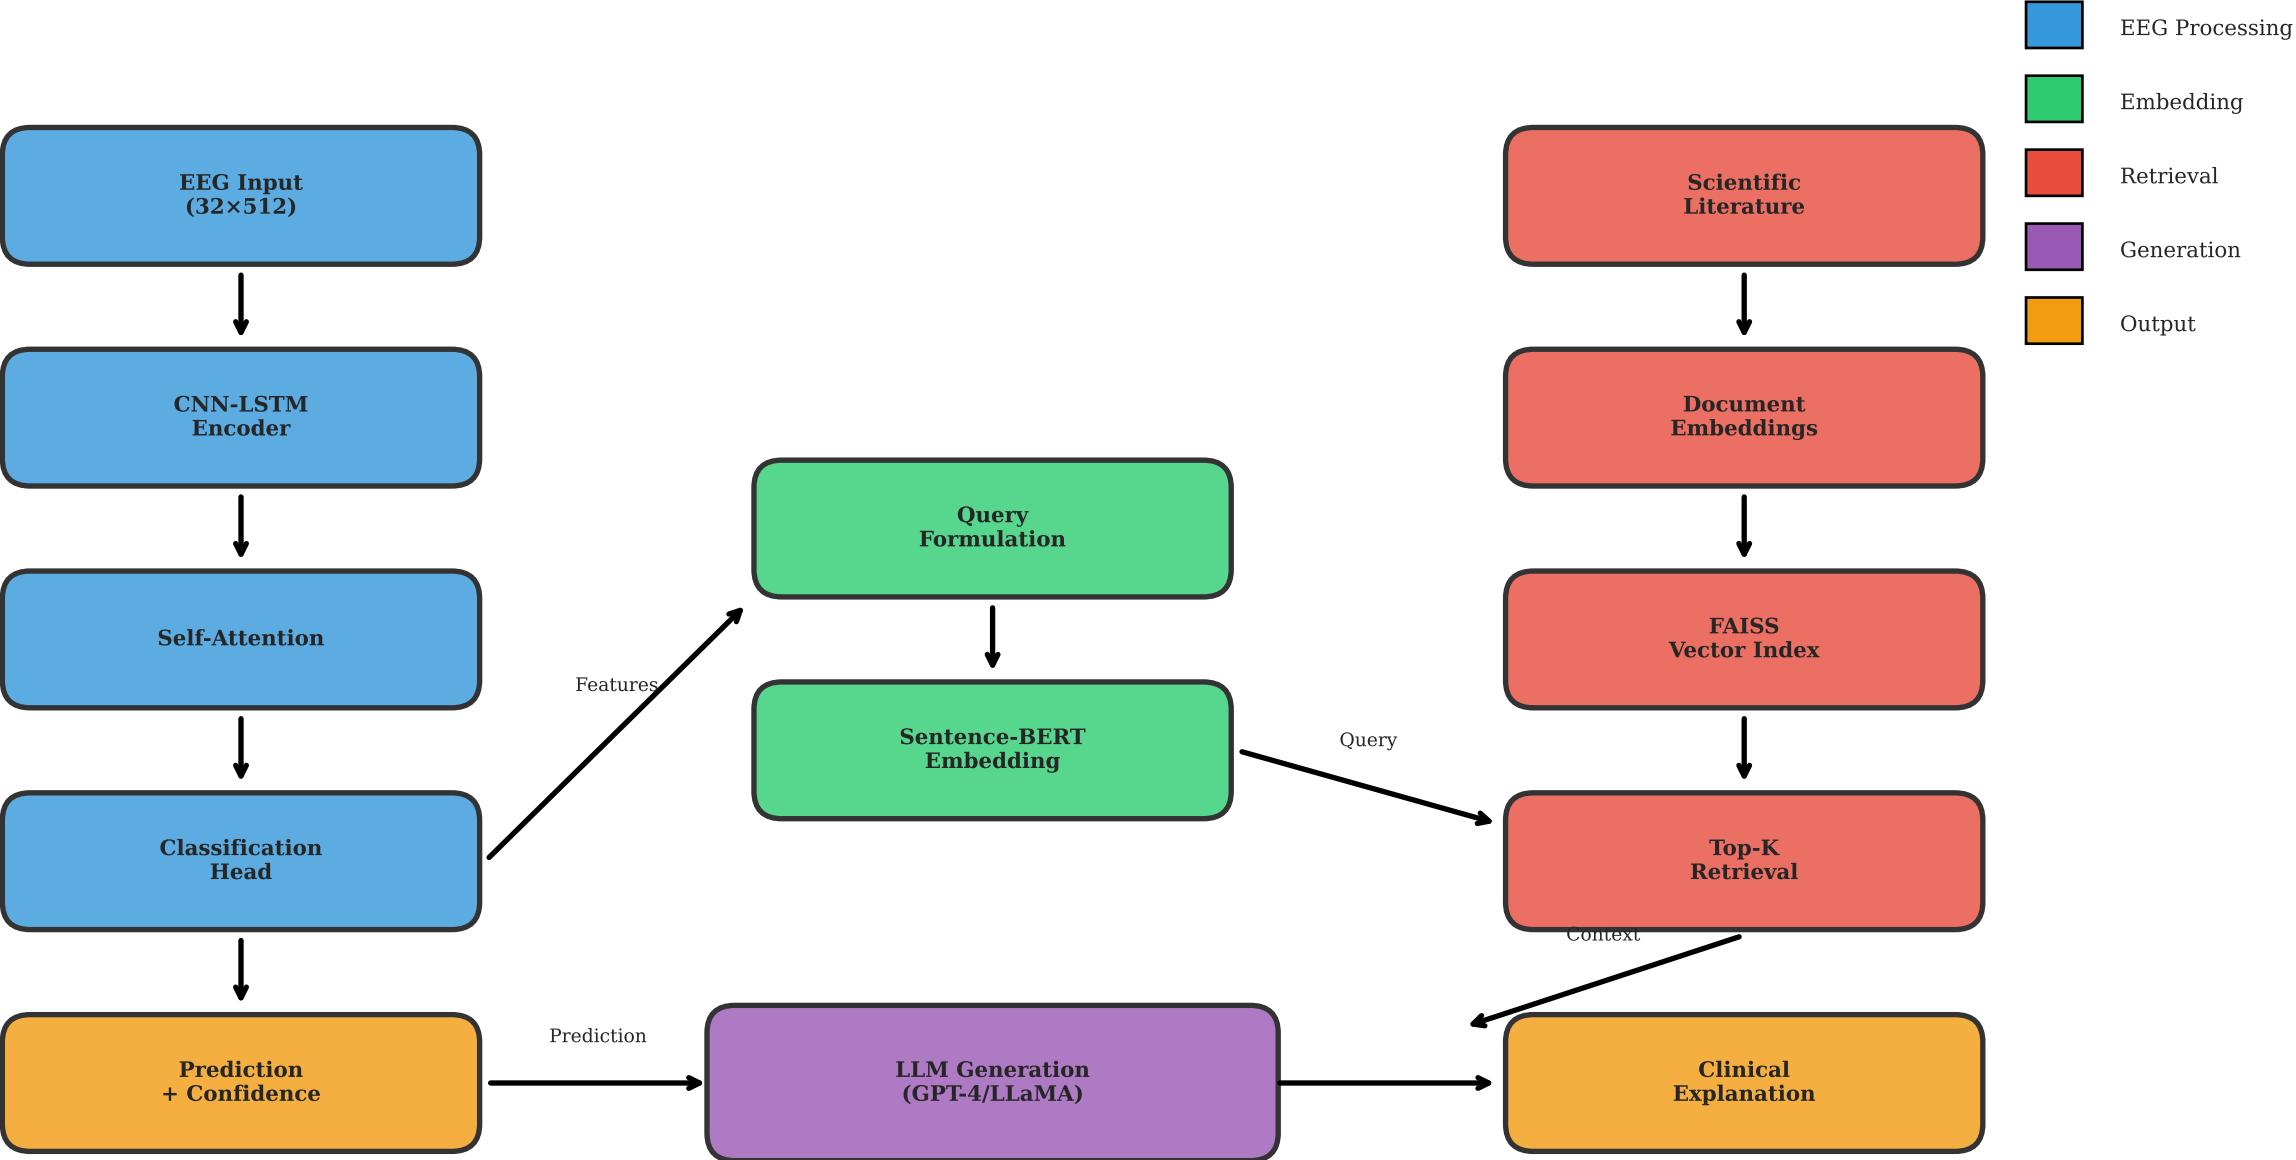 EEG Processing
Embedding
Retrieval
Generation
Output
EEG Input
(32×512)
CNN-LSTM
Encoder
Self-Attention
Classification
Head
Prediction
+ Confidence
Features
Query
Formulation
Sentence-BERT
Embedding
Query
Prediction
LLM Generation
(GPT-4/LLaMA)
Scientific
Literature
Document
Embeddings
FAISS
Vector Index
Top-K
Retrieval
Context
Clinical
Explanation